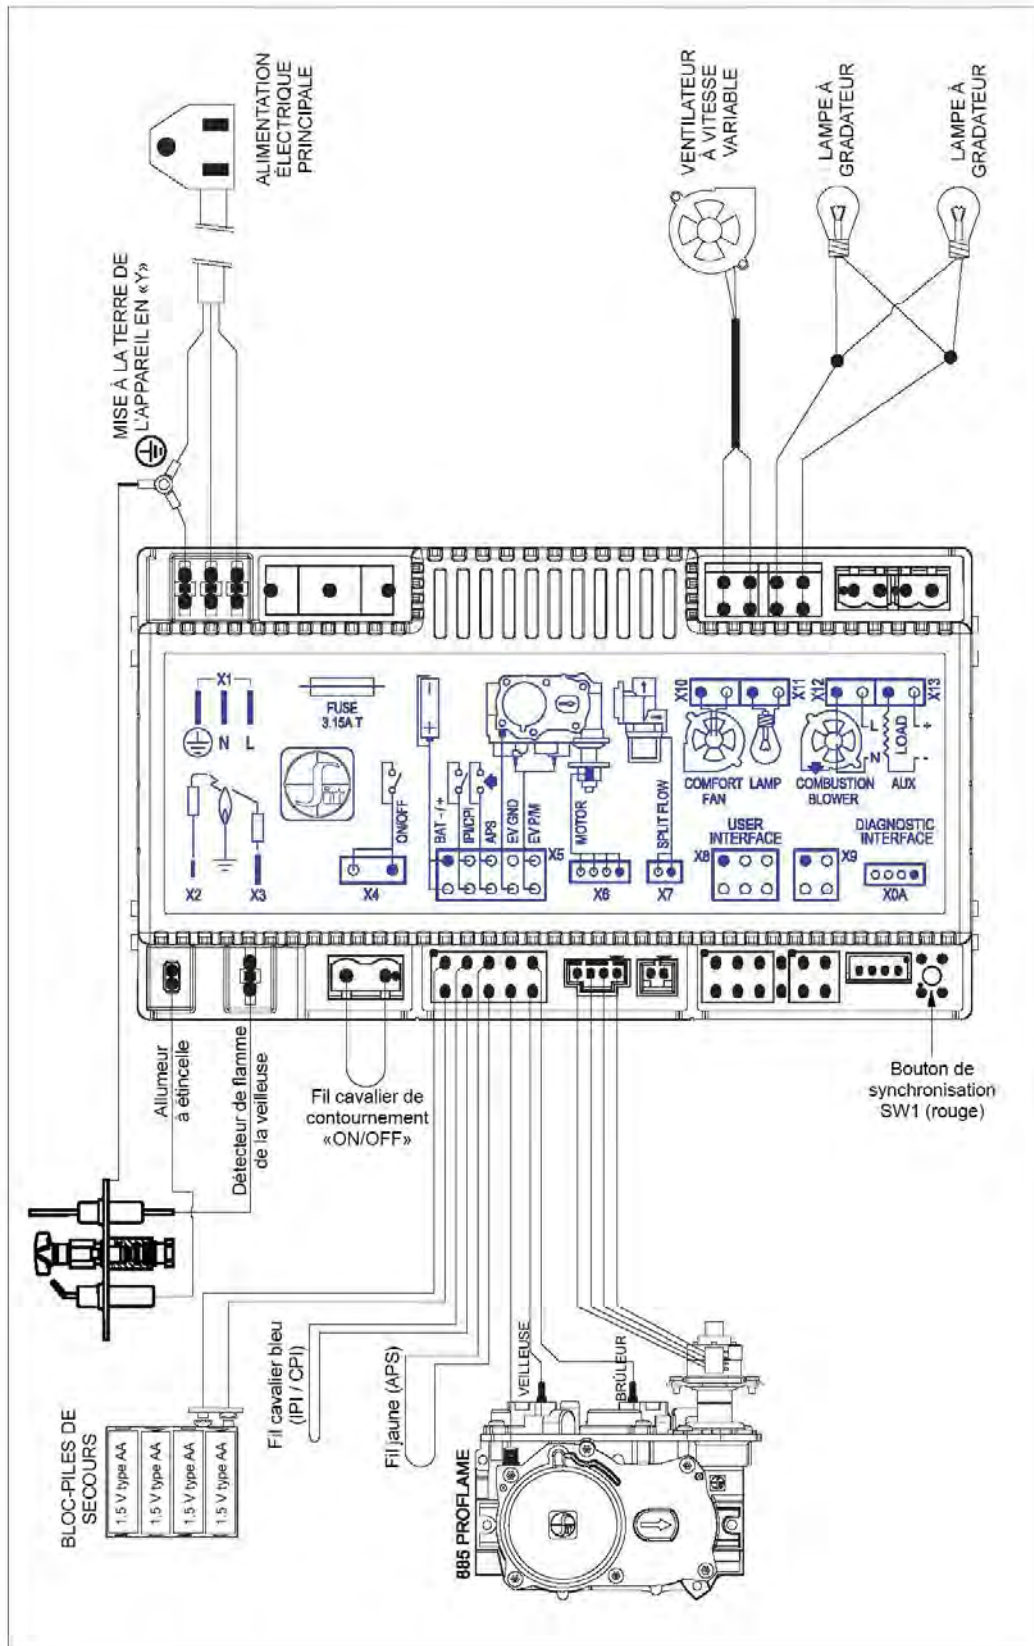 ALIMENTATION
ÉLECTRIQUE
PRINCIPALE
MISE À LA TERRE DE
L'APPAREIL EN «Y»
VENTILATEUR
À VITESSE
VARIABLE
LAMPE À
GRADATEUR
LAMPE À
GRADATEUR
X1
N
L
FUSE
3.15A T
X2
X3
ON/OFF
X4
BAT -/+
IPI/CPI
APS
EV GND
EV P/M
X5
MOTOR
X6
SPLIT FLOW
X7
X10
X11
X12
X13
COMFORT
FAN
LAMP
COMBUSTION
BLOWER
L
N
LOAD
+
-
AUX
USER
INTERFACE
X8
X9
DIAGNOSTIC
INTERFACE
X0A
Allumeur
à étincelle
Détecteur de flamme
de la veilleuse
Fil cavalier de
contournement
«ON/OFF»
Bouton de
synchronisation
SW1 (rouge)
BLOC-PILES DE
SECOURS
1.5 V type AA
1.5 V type AA
1.5 V type AA
1.5 V type AA
Fil cavalier bleu
(IPI / CPI)
Fil jaune (APS)
VEILLEUSE
BRÛLEUR
885 PROFLAME